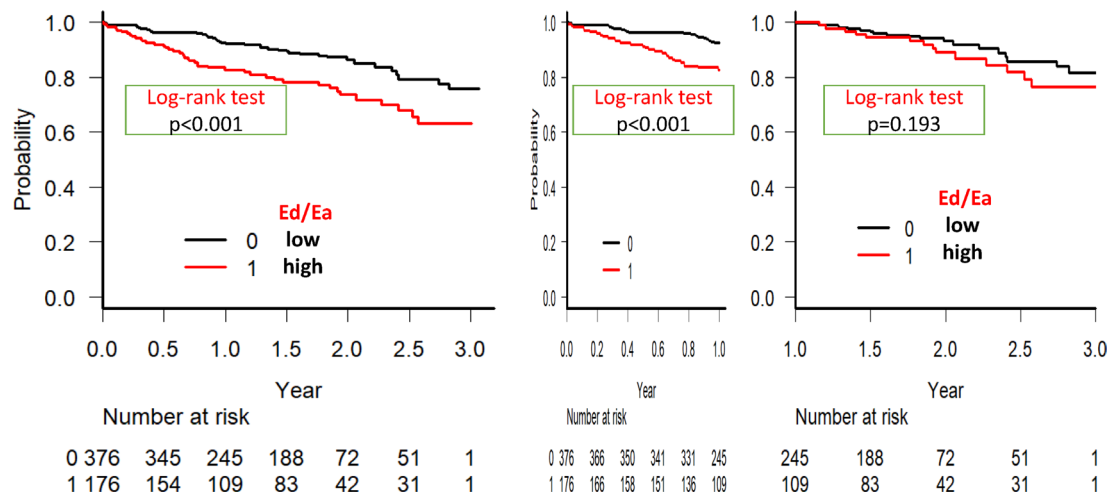 1.0
0.8
0.6
0.4
0.2
0.0
Probability
Log-rank test
p<0.001
Ed/Ea
0 low
1 high
0.0 0.5 1.0 1.5 2.0 2.5 3.0
Year
Number at risk
0 376 345 245 188 72 51 1
1 176 154 109 83 42 31 1
1.0
0.8
0.6
0.4
0.2
0.0
Probability
Log-rank test
p<0.001
0
1
0.0 0.2 0.4 0.6 0.8 1.0
Year
Number at risk
0 376 366 350 341 331 245
1 176 166 158 151 136 109
1.0
0.8
0.6
0.4
0.2
0.0
Log-rank test
p=0.193
Ed/Ea
0 low
1 high
1.0 1.5 2.0 2.5 3.0
Year
Number at risk
245 188 72 51 1
109 83 42 31 1